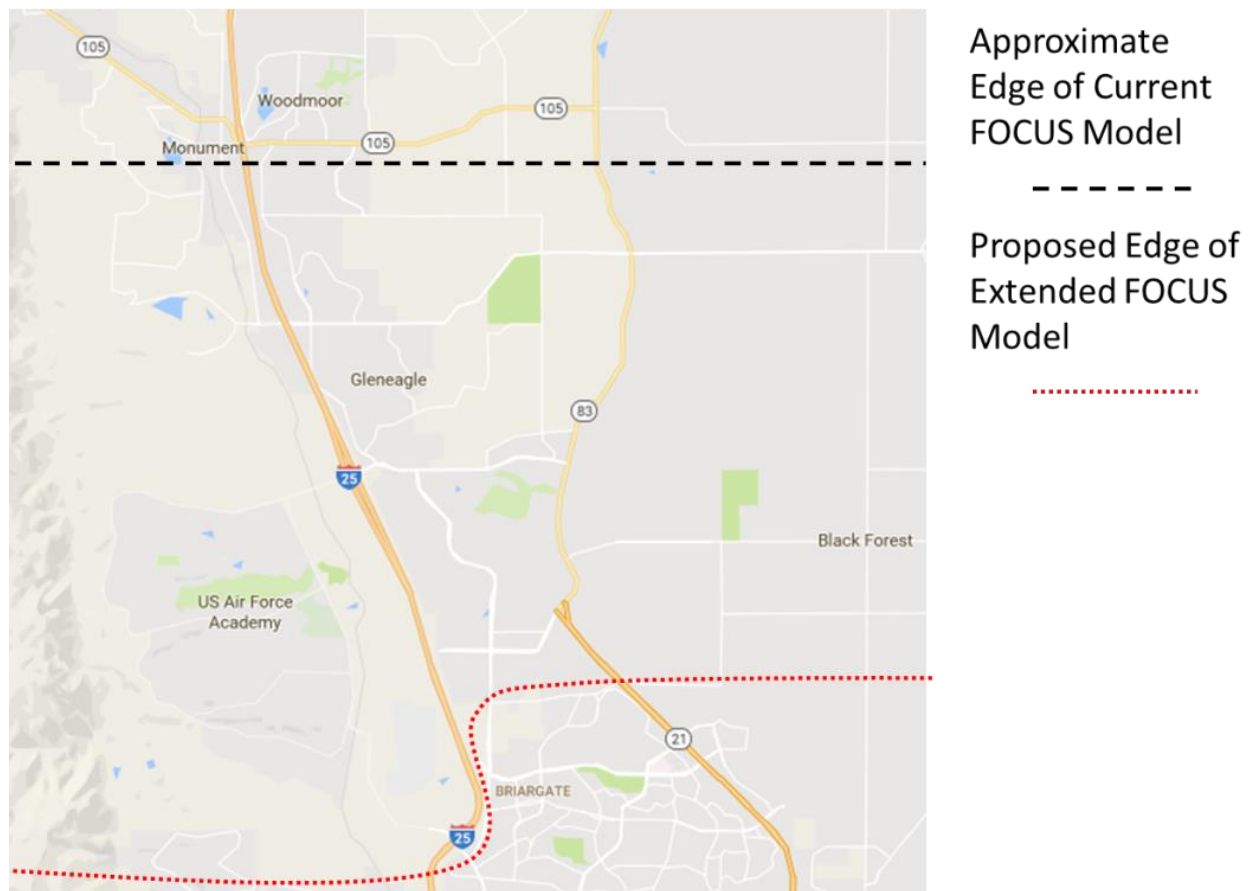 105
Woodmoor
105
105
Monument
Gleneagle
83
25
Black Forest
US Air Force
Academy
21
BRIARGATE
25
Approximate
Edge of Current
FOCUS Model
Proposed Edge of
Extended FOCUS
Model